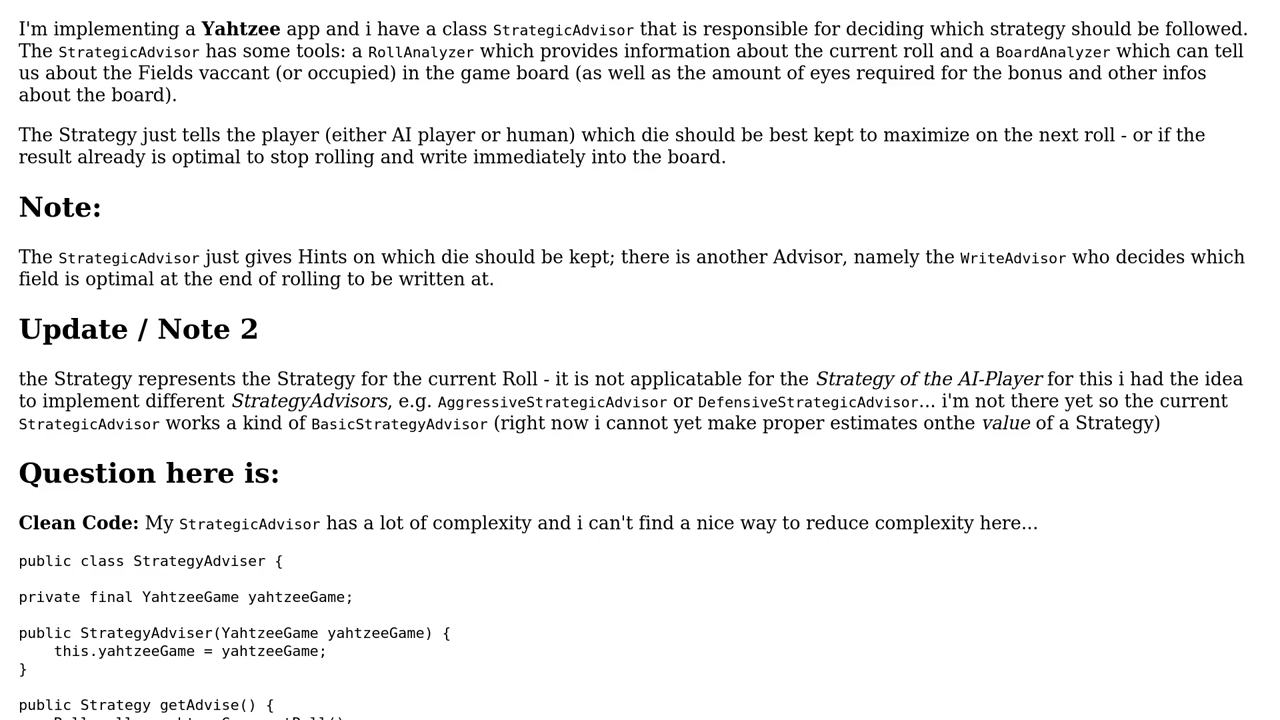 I'm implementing a Yahtzee app and i have a class StrategicAdvisor that is responsible for deciding which strategy should be followed.
The StrategicAdvisor has some tools: a RollAnalyzer which provides information about the current roll and a BoardAnalyzer which can tell
us about the Fields vaccant (or occupied) in the game board (as well as the amount of eyes required for the bonus and other infos
about the board).
The Strategy just tells the player (either AI player or human) which die should be best kept to maximize on the next roll - or if the
result already is optimal to stop rolling and write immediately into the board.
Note:
The StrategicAdvisor just gives Hints on which die should be kept; there is another Advisor, namely the WriteAdvisor who decides which
field is optimal at the end of rolling to be written at.
Update / Note 2
the Strategy represents the Strategy for the current Roll - it is not applicatable for the Strategy of the AI-Player for this i had the idea
to implement different StrategyAdvisors, e.g. AggressiveStrategicAdvisor or DefensiveStrategicAdvisor... i'm not there yet so the current
StrategicAdvisor works a kind of BasicStrategyAdvisor (right now i cannot yet make proper estimates onthe value of a Strategy)
Question here is:
Clean Code: My StrategicAdvisor has a lot of complexity and i can't find a nice way to reduce complexity here...
public class StrategyAdviser {
private final YahtzeeGame yahtzeeGame;
public StrategyAdviser(YahtzeeGame yahtzeeGame) {
this.yahtzeeGame = yahtzeeGame;
}
public Strategy getAdvise() {